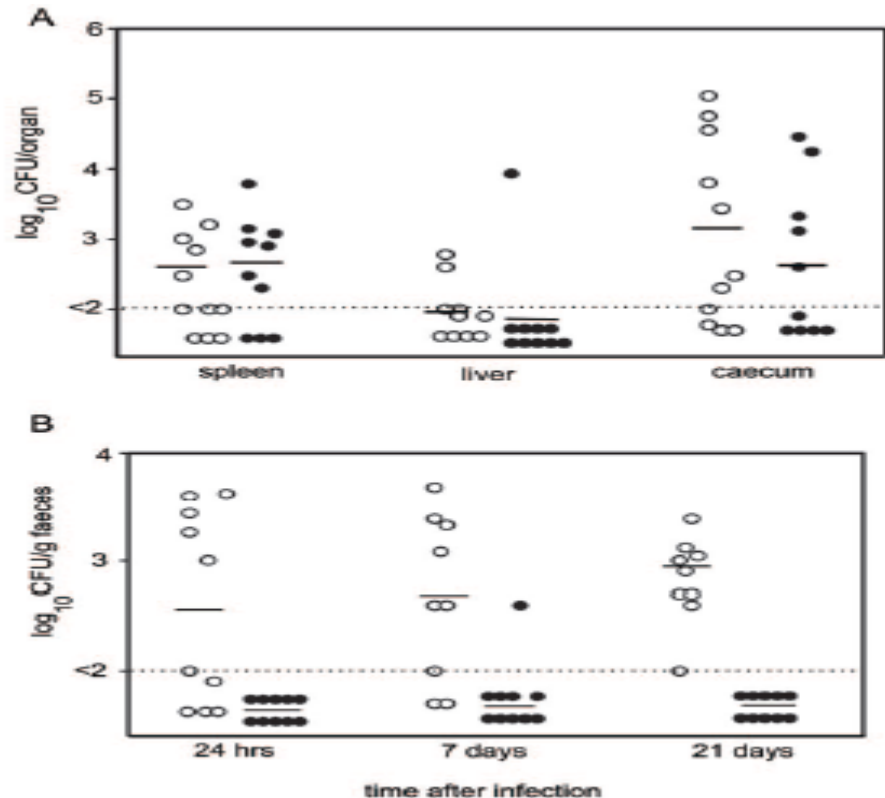 A
6
5
4
3
<2
log10CFU/organ
spleen liver caecum
B
4
3
<2
log10CFU/g faeces
24 hrs 7 days 21 days
time after infection